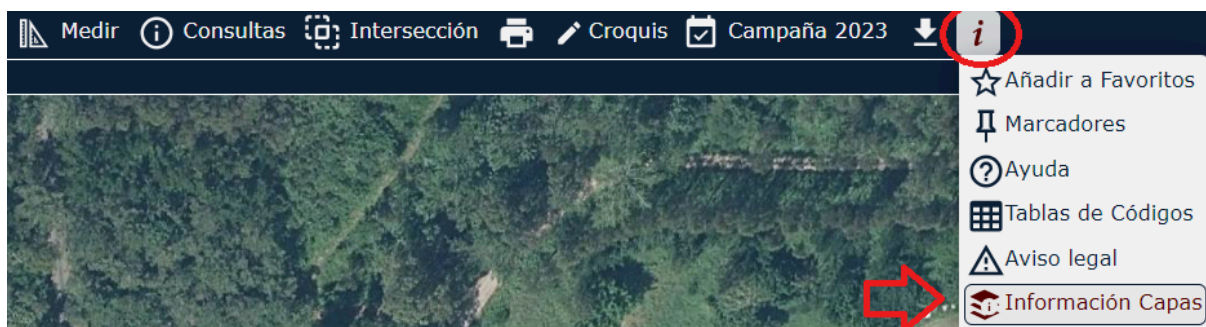 Medir Consultas Intersección Croquis Campaña 2023 i
Añadir a Favoritos
Marcadores
Ayuda
Tablas de Códigos
Aviso legal
Información Capas